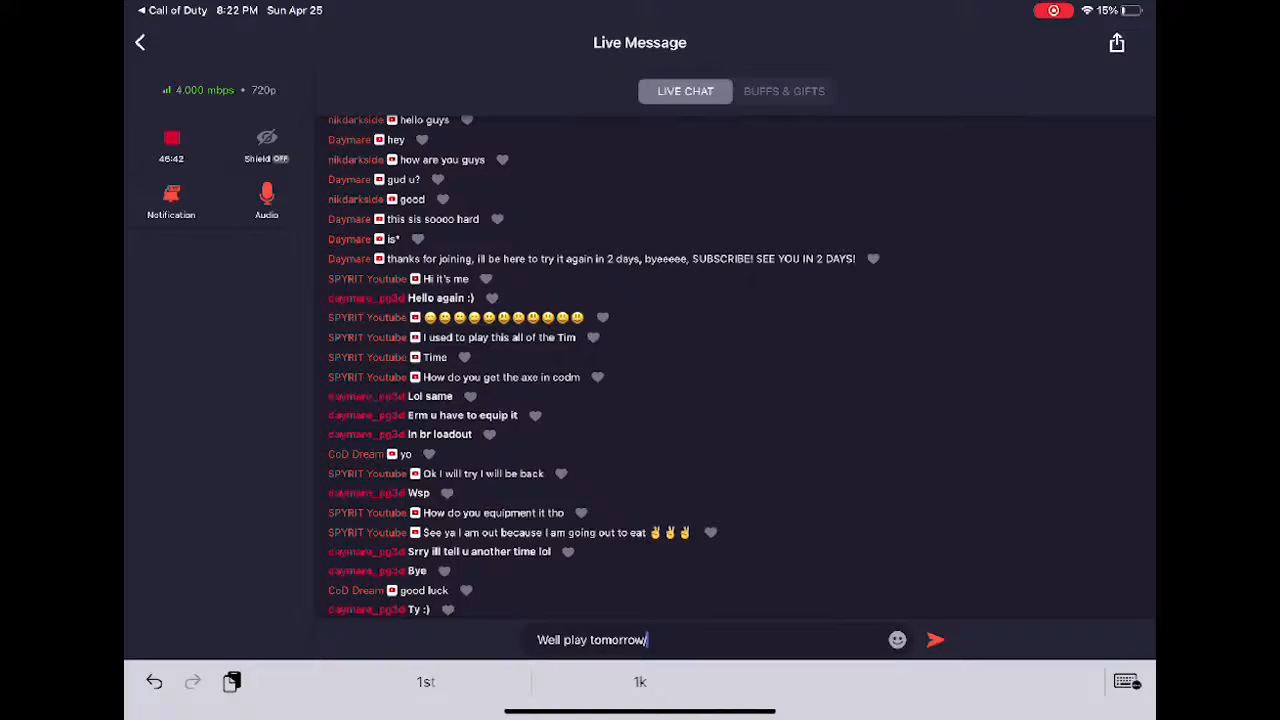 ◀ Call of Duty 8:22 PM Sun Apr 25 15%
Live Message
4.000 mbps • 720p
LIVE CHAT BUFFS & GIFTS
46:42 Shield OFF
Notification Audio
nikdarkside hello guys
Daymare hey
nikdarkside how are you guys
Daymare gud u?
nikdarkside good
Daymare this sis soooo hard
Daymare is*
Daymare thanks for joining, ill be here to try it again in 2 days, byeeeee, SUBSCRIBE! SEE YOU IN 2 DAYS!
SPYRIT Youtube Hi it's me
daymare_pg3d Hello again :)
SPYRIT Youtube 😀😀😀😀😀😃😃😃😃😃😃
SPYRIT Youtube I used to play this all of the Tim
SPYRIT Youtube Time
SPYRIT Youtube How do you get the axe in codm
daymare_pg3d Lol same
daymare_pg3d Erm u have to equip it
daymare_pg3d In br loadout
CoD Dream yo
SPYRIT Youtube Ok I will try I will be back
daymare_pg3d Wsp
SPYRIT Youtube How do you equipment it tho
SPYRIT Youtube See ya I am out because I am going out to eat ✌️✌️✌️
daymare_pg3d Srry ill tell u another time lol
daymare_pg3d Bye
CoD Dream good luck
daymare_pg3d Ty :)
Well play tomorrow/
1st 1k